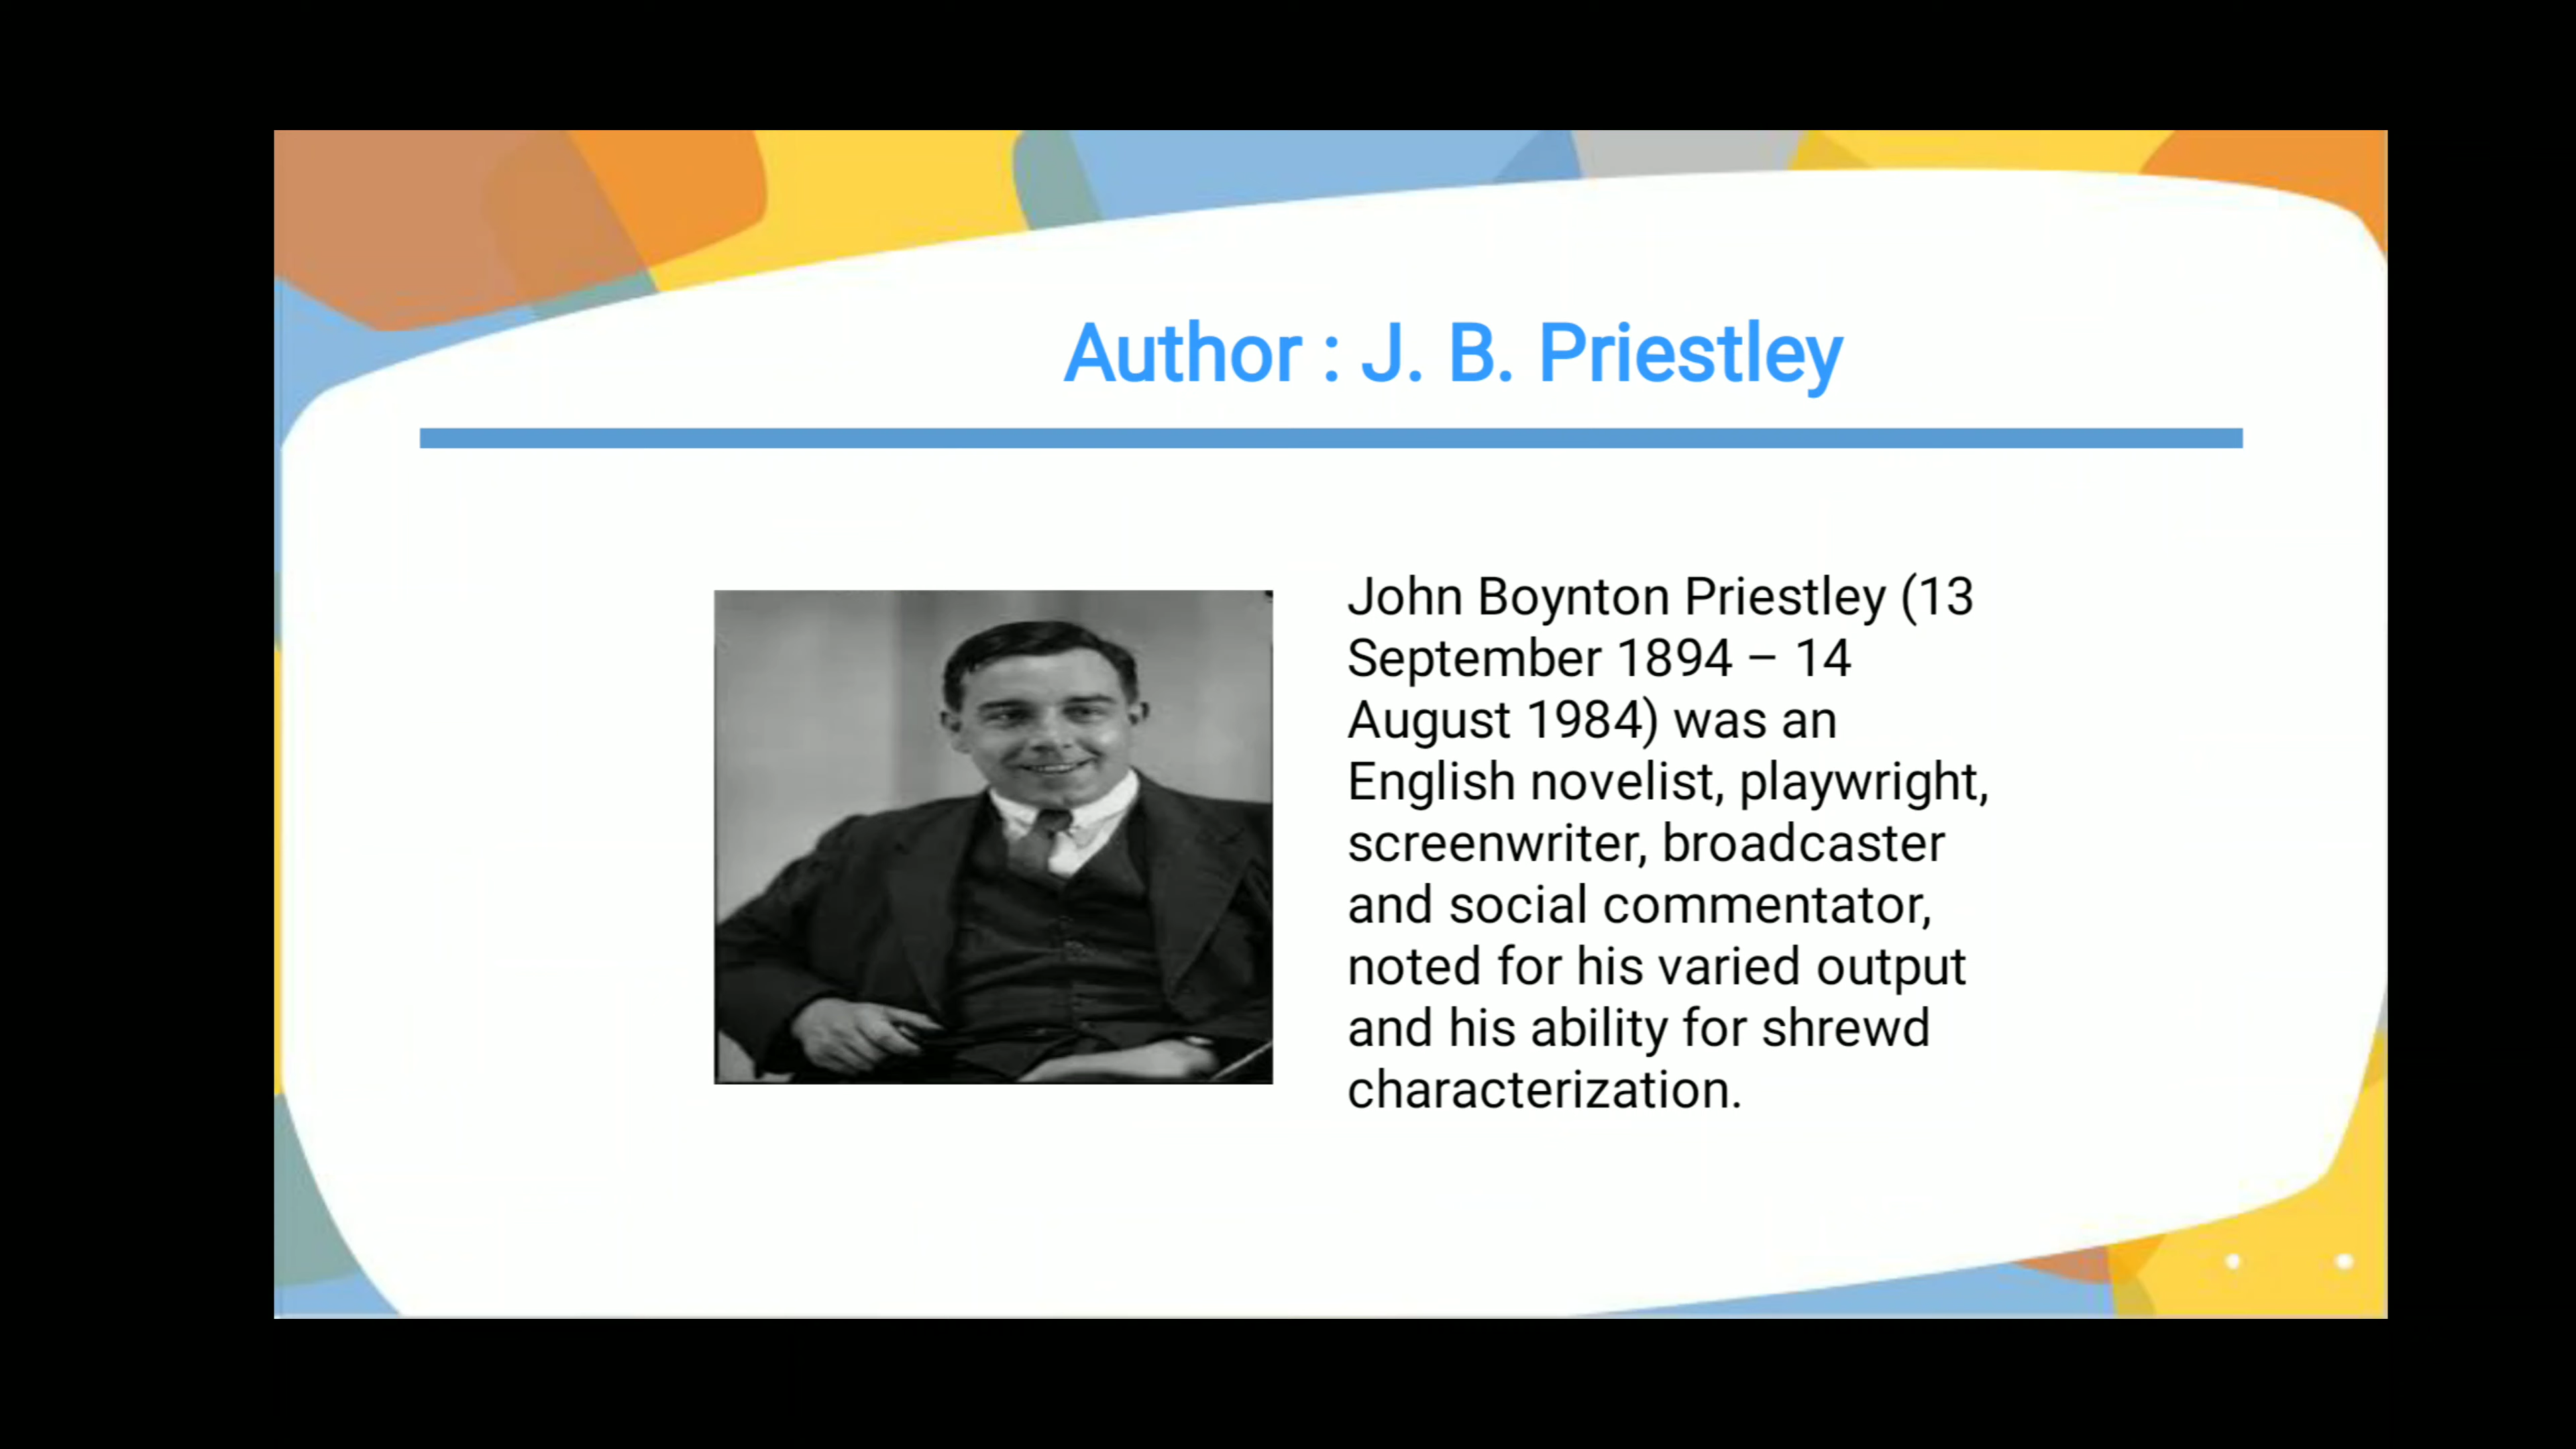 Author : J. B. Priestley
John Boynton Priestley (13
September 1894 – 14
August 1984) was an
English novelist, playwright,
screenwriter, broadcaster
and social commentator,
noted for his varied output
and his ability for shrewd
characterization.